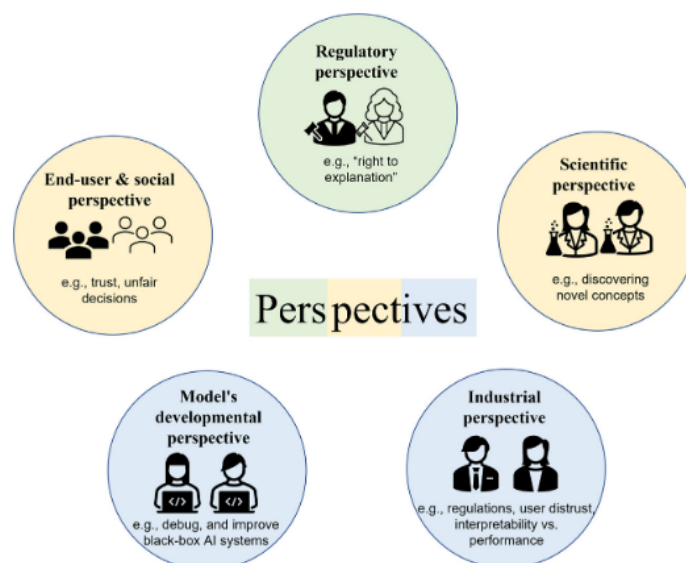 Regulatory
perspective
e.g., "right to
explanation"
End-user & social
perspective
e.g., trust, unfair
decisions
Scientific
perspective
e.g., discovering
novel concepts
Perspectives
Model's
developmental
perspective
</>
</>
e.g., debug, and improve
black-box AI systems
Industrial
perspective
e.g., regulations, user distrust,
interpretability vs.
performance